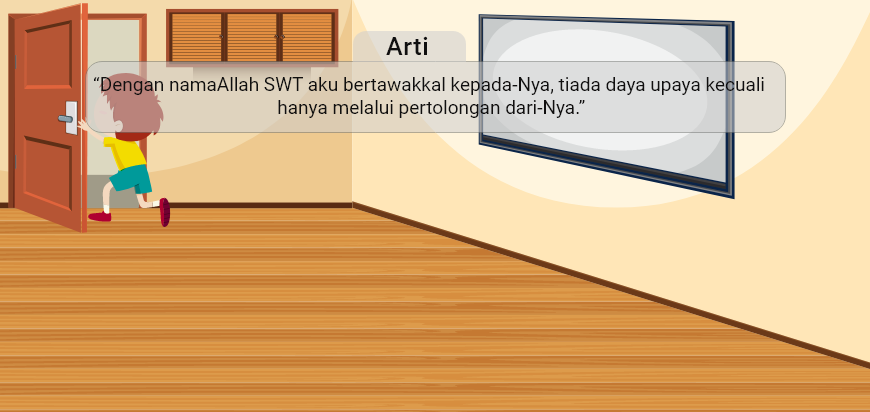 Arti
“Dengan namaAllah SWT aku bertawakkal kepada-Nya, tiada daya upaya kecuali
hanya melalui pertolongan dari-Nya.”